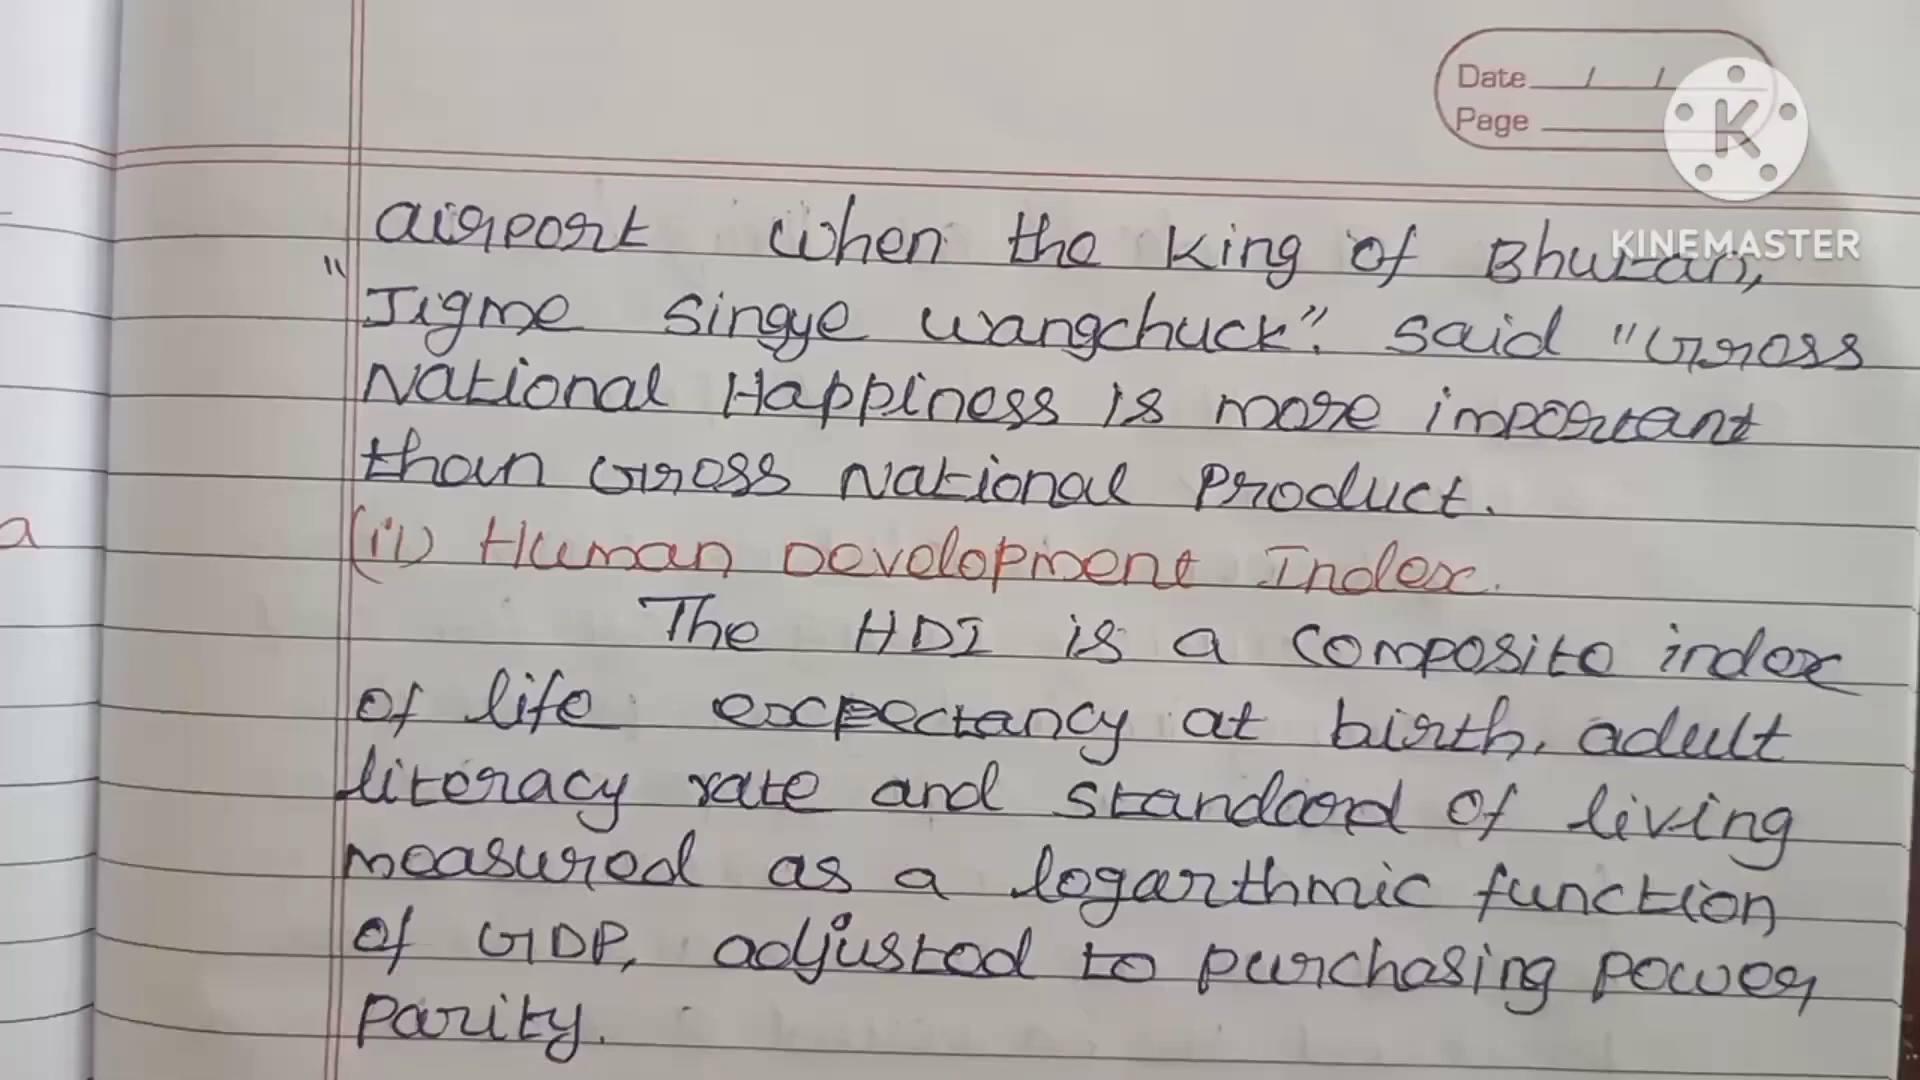 Date / /
Page
K
KINEMASTER
airport when the King of Bhutan,
"Jigme Singye Wangchuck". said "Gross
National Happiness is more important
than Gross National Product.
a
(ii) Human Development Index.
The HDI is a composite index
of life expectancy at birth, adult
literacy rate and standard of living
measured as a logarthmic function
of GDP, adjusted to purchasing power
parity.